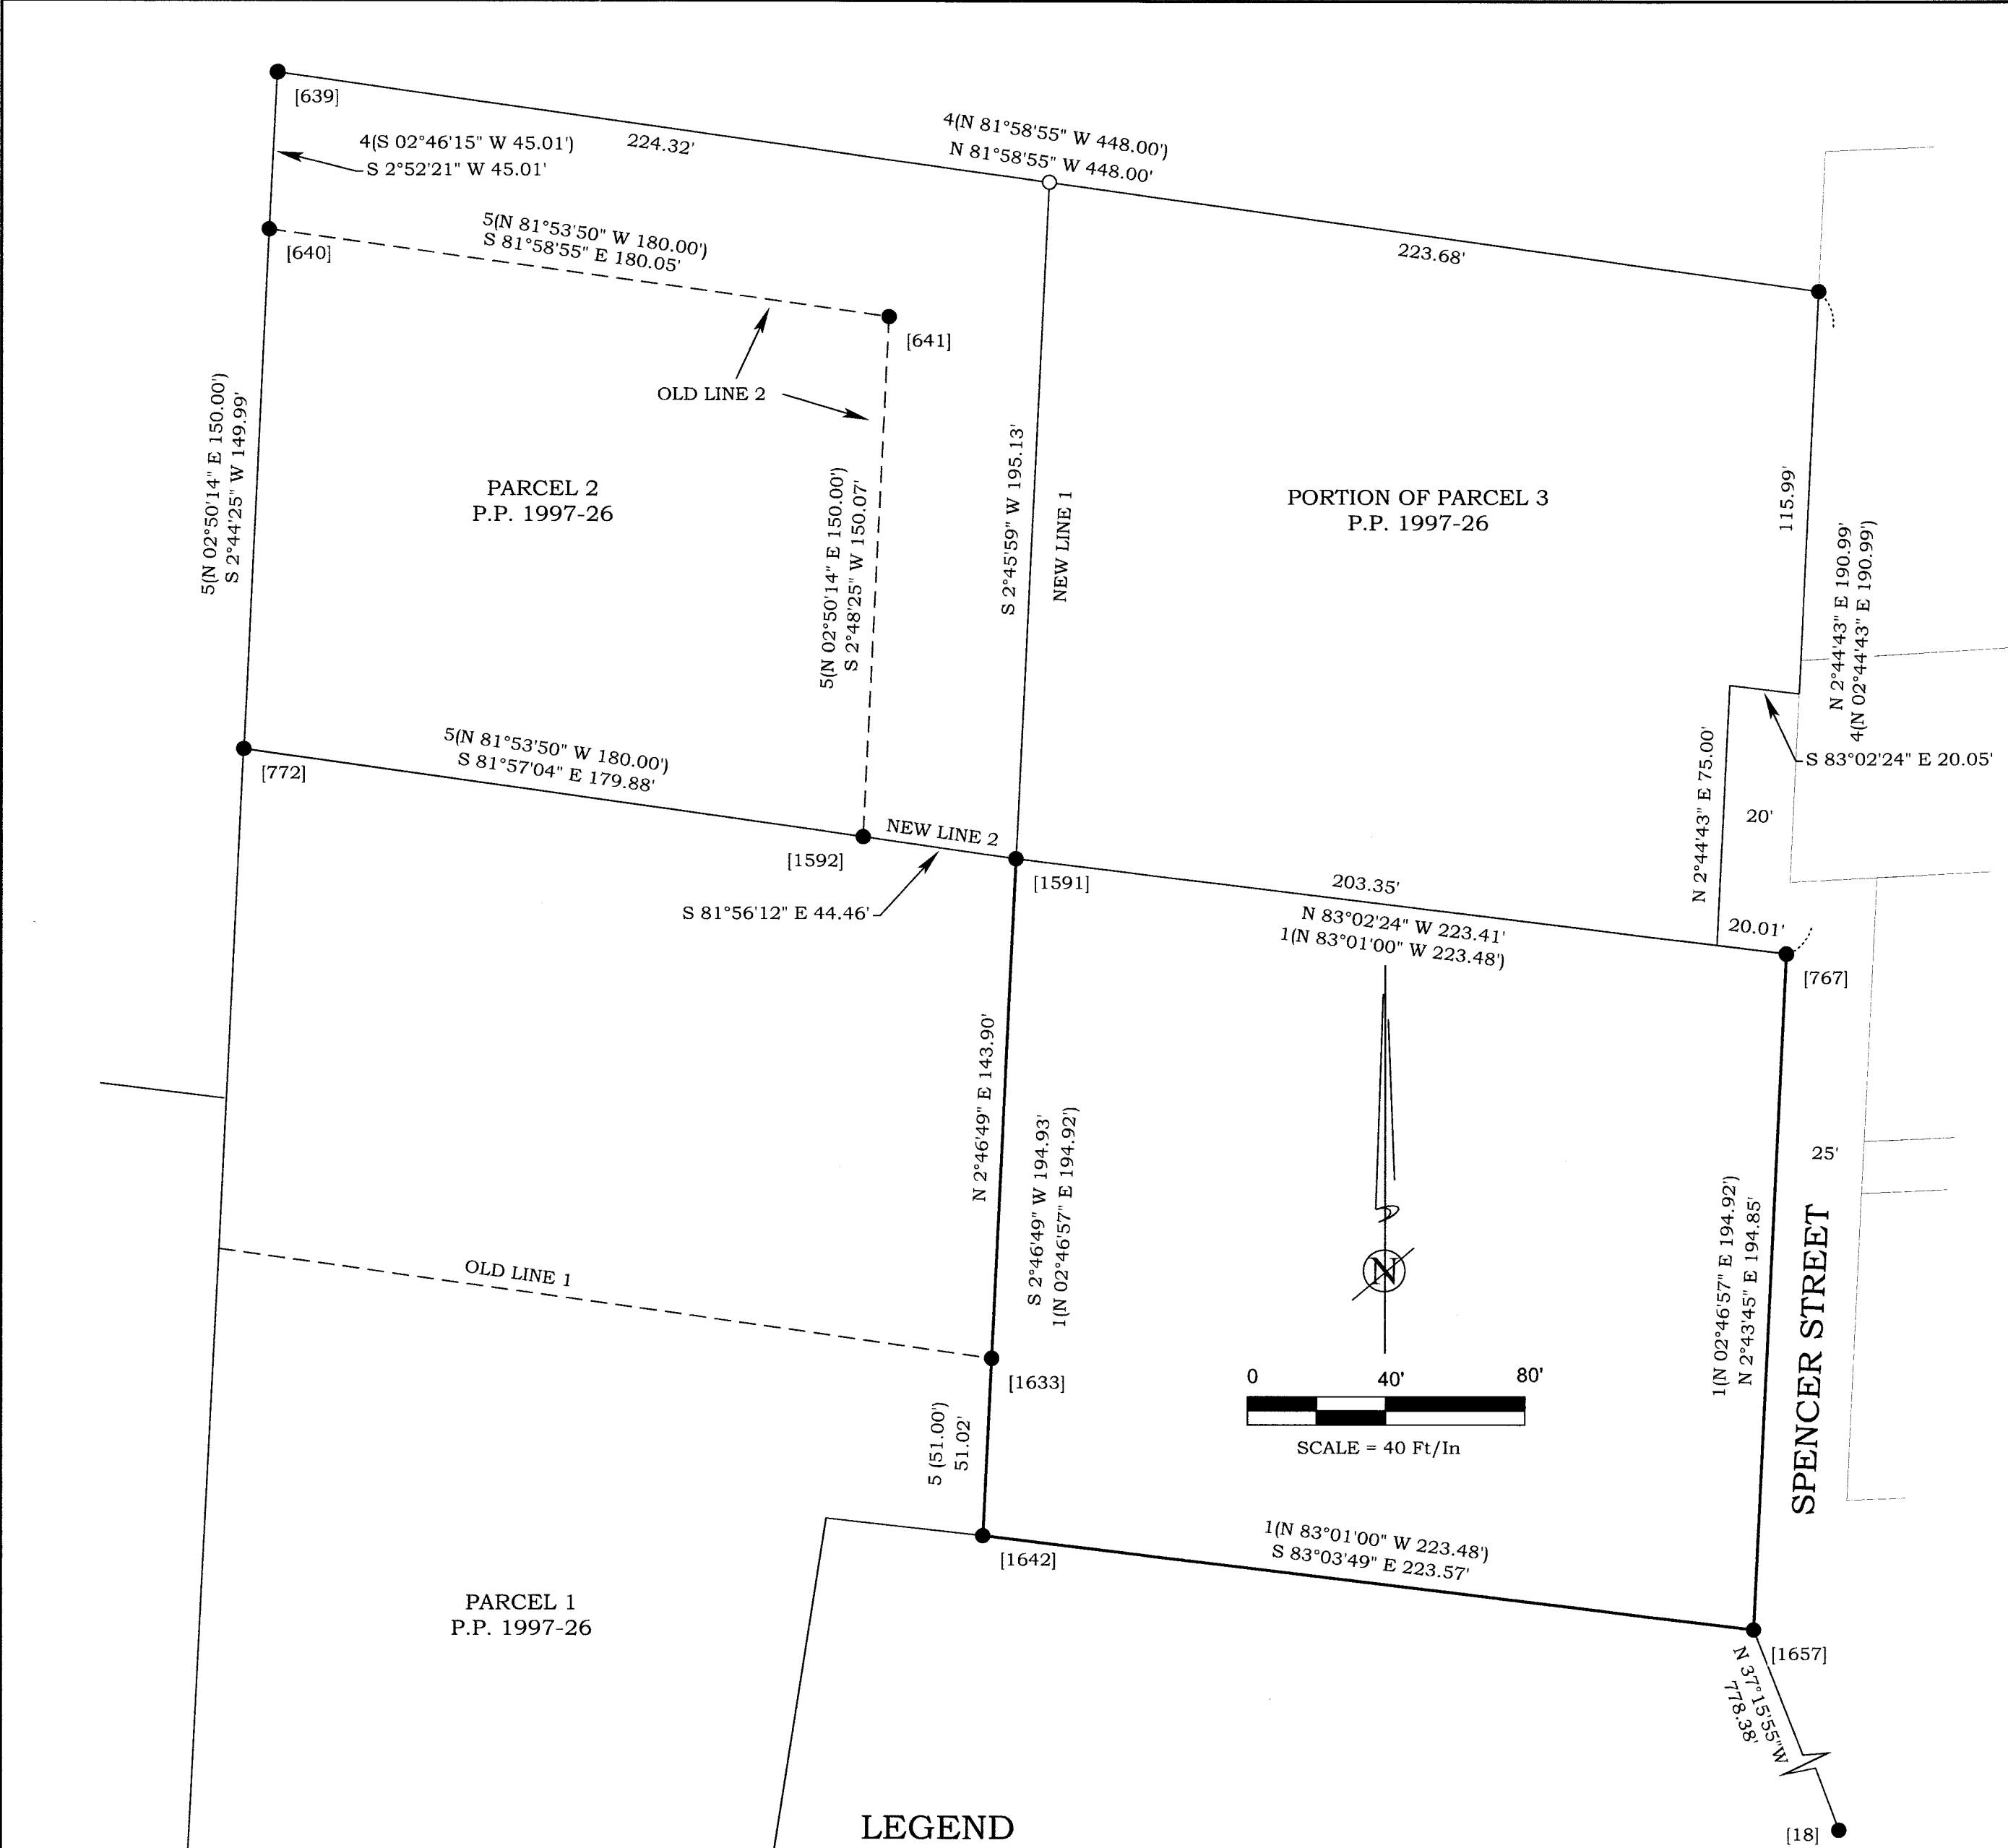 [639]
4(S 02°46'15" W 45.01')
S 2°52'21" W 45.01'
224.32'
4(N 81°58'55" W 448.00')
N 81°58'55" W 448.00'
223.68'
[640]
5(N 81°53'50" W 180.00')
S 81°58'55" E 180.05'
[641]
OLD LINE 2
5(N 02°50'14" E 150.00')
S 2°44'25" W 149.99'
PARCEL 2
P.P. 1997-26
5(N 02°50'14" E 150.00')
S 2°48'25" W 150.07'
S 2°45'59" W 195.13'
NEW LINE 1
PORTION OF PARCEL 3
P.P. 1997-26
115.99'
N 2°44'43" E 190.99'
4(N 02°44'43" E 190.99')
S 83°02'24" E 20.05'
N 2°44'43" E 75.00'
20'
20.01'
[772]
5(N 81°53'50" W 180.00')
S 81°57'04" E 179.88'
NEW LINE 2
[1592]
[1591]
S 81°56'12" E 44.46'
203.35'
N 83°02'24" W 223.41'
1(N 83°01'00" W 223.48')
[767]
N 2°46'49" E 143.90'
S 2°46'49" W 194.93'
1(N 02°46'57" E 194.92')
N
25'
1(N 02°46'57" E 194.92')
N 2°43'45" E 194.85'
SPENCER STREET
OLD LINE 1
[1633]
0 40' 80'
SCALE = 40 Ft/In
5 (51.00')
51.02'
[1642]
1(N 83°01'00" W 223.48')
S 83°03'49" E 223.57'
PARCEL 1
P.P. 1997-26
[1657]
N 37°15'55"W
778.38'
LEGEND
[18]